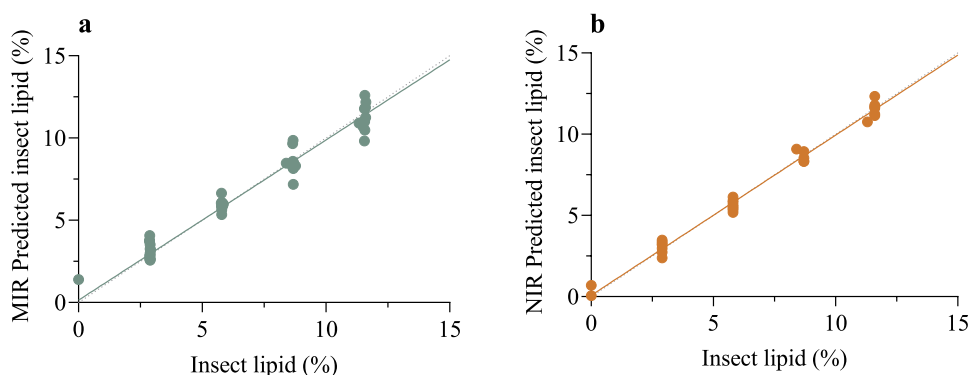 a
MIR Predicted insect lipid (%)
15
10
5
0
0 5 10 15
Insect lipid (%)
b
NIR Predicted insect lipid (%)
15
10
5
0
0 5 10 15
Insect lipid (%)